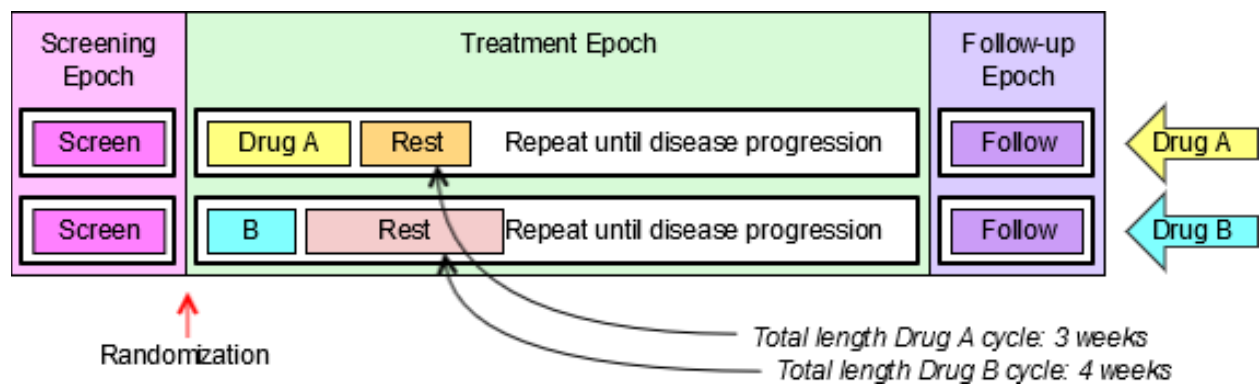 Screening
Epoch
Treatment Epoch
Follow-up
Epoch
Screen
Drug A
Rest
Repeat until disease progression
Follow
Drug A
Screen
B
Rest
Repeat until disease progression
Follow
Drug B
Randomization
Total length Drug A cycle: 3 weeks
Total length Drug B cycle: 4 weeks